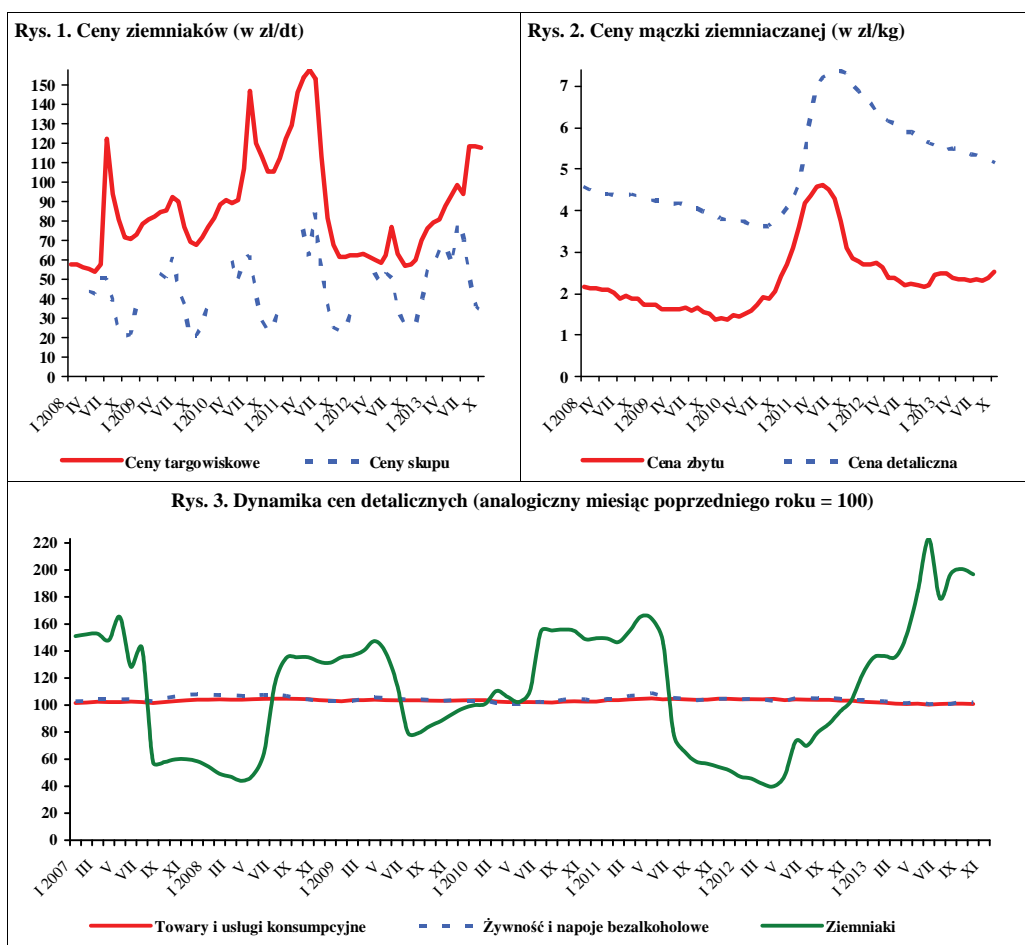 Rys. 1. Ceny ziemniaków (w zł/dt)
150
140
130
120
110
100
90
80
70
60
50
40
30
20
10
0
I 2008
IV
VII
X
I 2009
IV
VII
X
I 2010
IV
VII
X
I 2011
IV
VII
X
I 2012
IV
VII
X
I 2013
IV
VII
X
Ceny targowiskowe
Ceny skupu
Rys. 2. Ceny mączki ziemniaczanej (w zł/kg)
7
6
5
4
3
2
1
0
I 2008
IV
VII
X
I 2009
IV
VII
X
I 2010
IV
VII
X
I 2011
IV
VII
X
I 2012
IV
VII
X
I 2013
IV
VII
X
Cena zbytu
Cena detaliczna
Rys. 3. Dynamika cen detalicznych (analogiczny miesiąc poprzedniego roku = 100)
220
200
180
160
140
120
100
80
60
40
20
0
I 2007
III
V
VII
IX
XI
I 2008
III
V
VII
IX
XI
I 2009
III
V
VII
IX
XI
I 2010
III
V
VII
IX
XI
I 2011
III
V
VII
IX
XI
I 2012
III
V
VII
IX
XI
I 2013
III
V
VII
IX
XI
Towary i usługi konsumpcyjne
Żywność i napoje bezalkoholowe
Ziemniaki